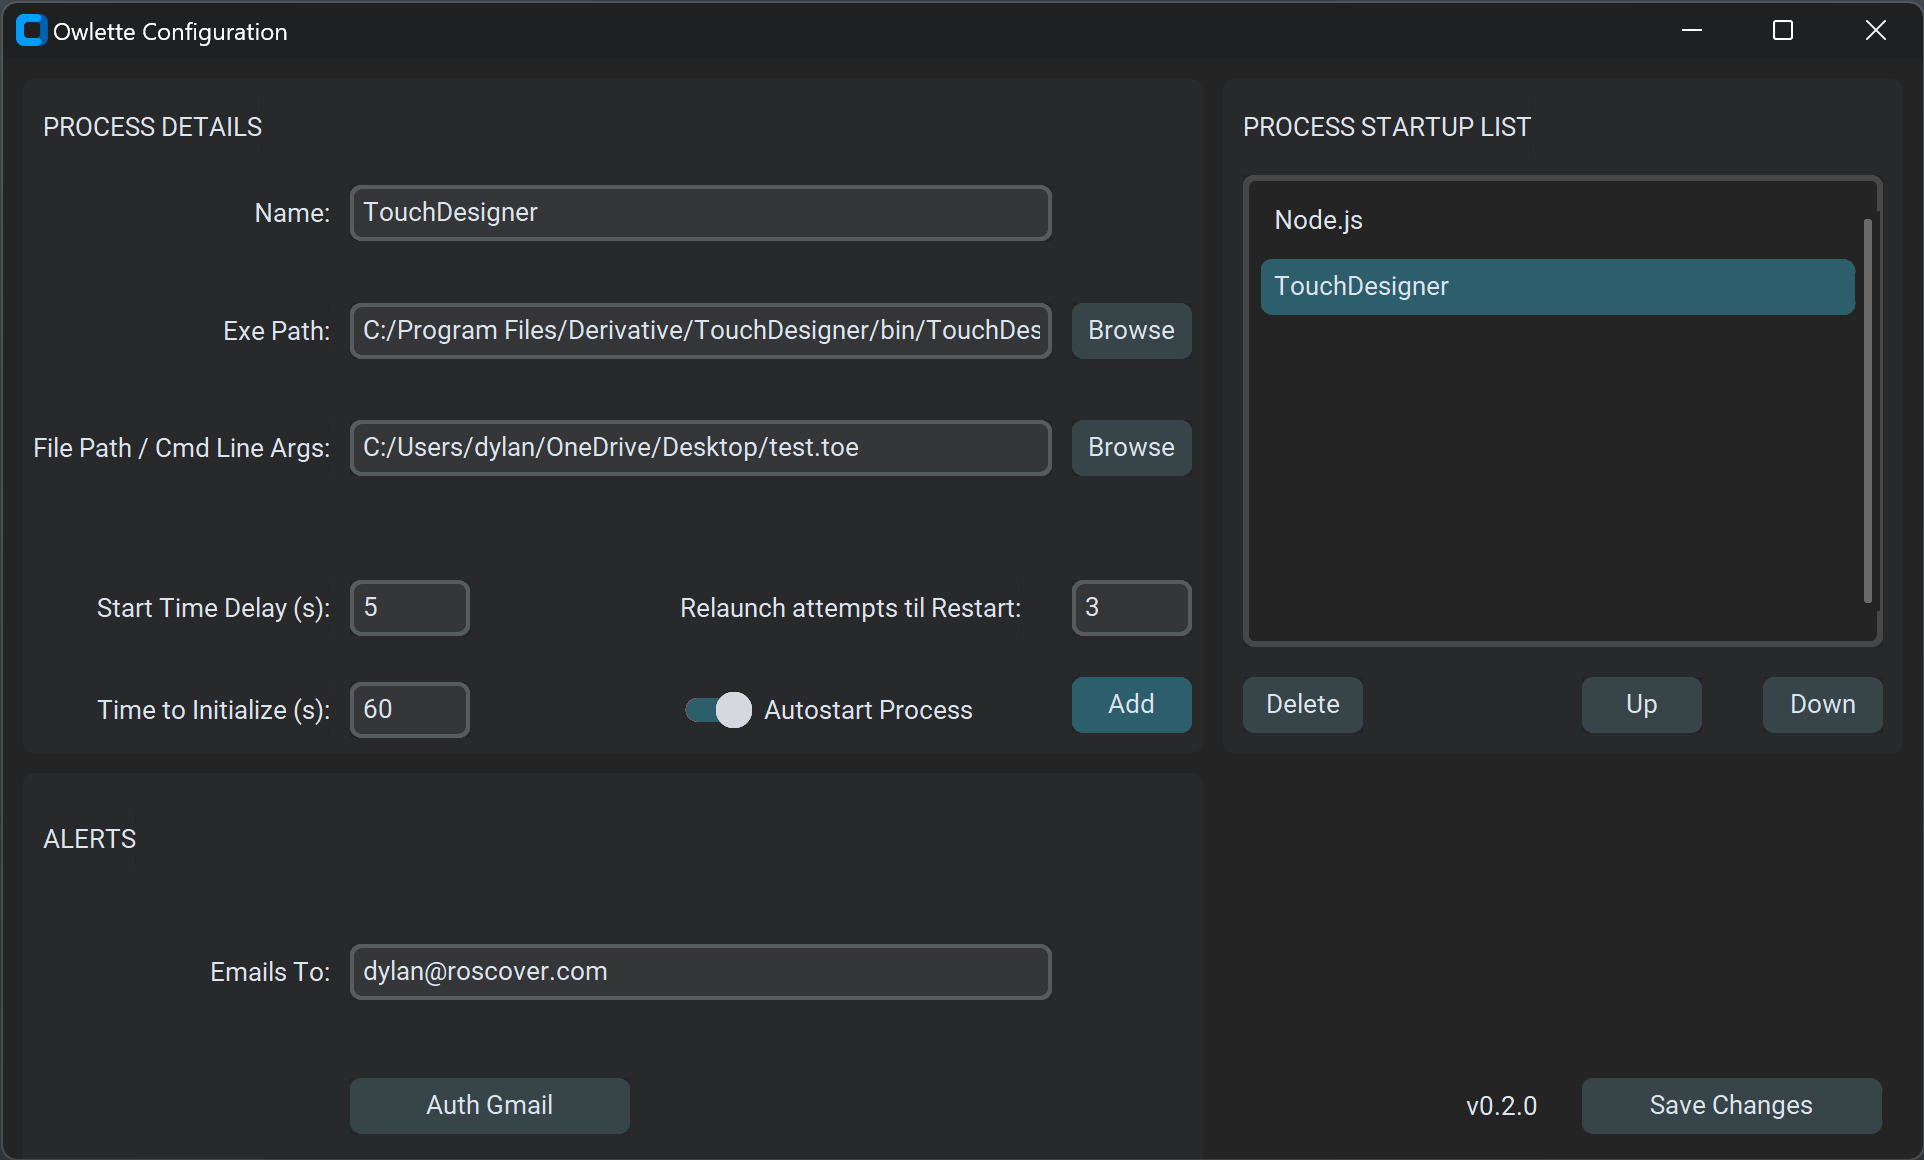 Owlette Configuration
PROCESS DETAILS
Name:
TouchDesigner
Exe Path:
C:/Program Files/Derivative/TouchDesigner/bin/TouchDes
Browse
File Path / Cmd Line Args:
C:/Users/dylan/OneDrive/Desktop/test.toe
Browse
Start Time Delay (s):
5
Relaunch attempts til Restart:
3
Time to Initialize (s):
60
Autostart Process
Add
PROCESS STARTUP LIST
Node.js
TouchDesigner
Delete
Up
Down
ALERTS
Emails To:
dylan@roscover.com
Auth Gmail
v0.2.0
Save Changes